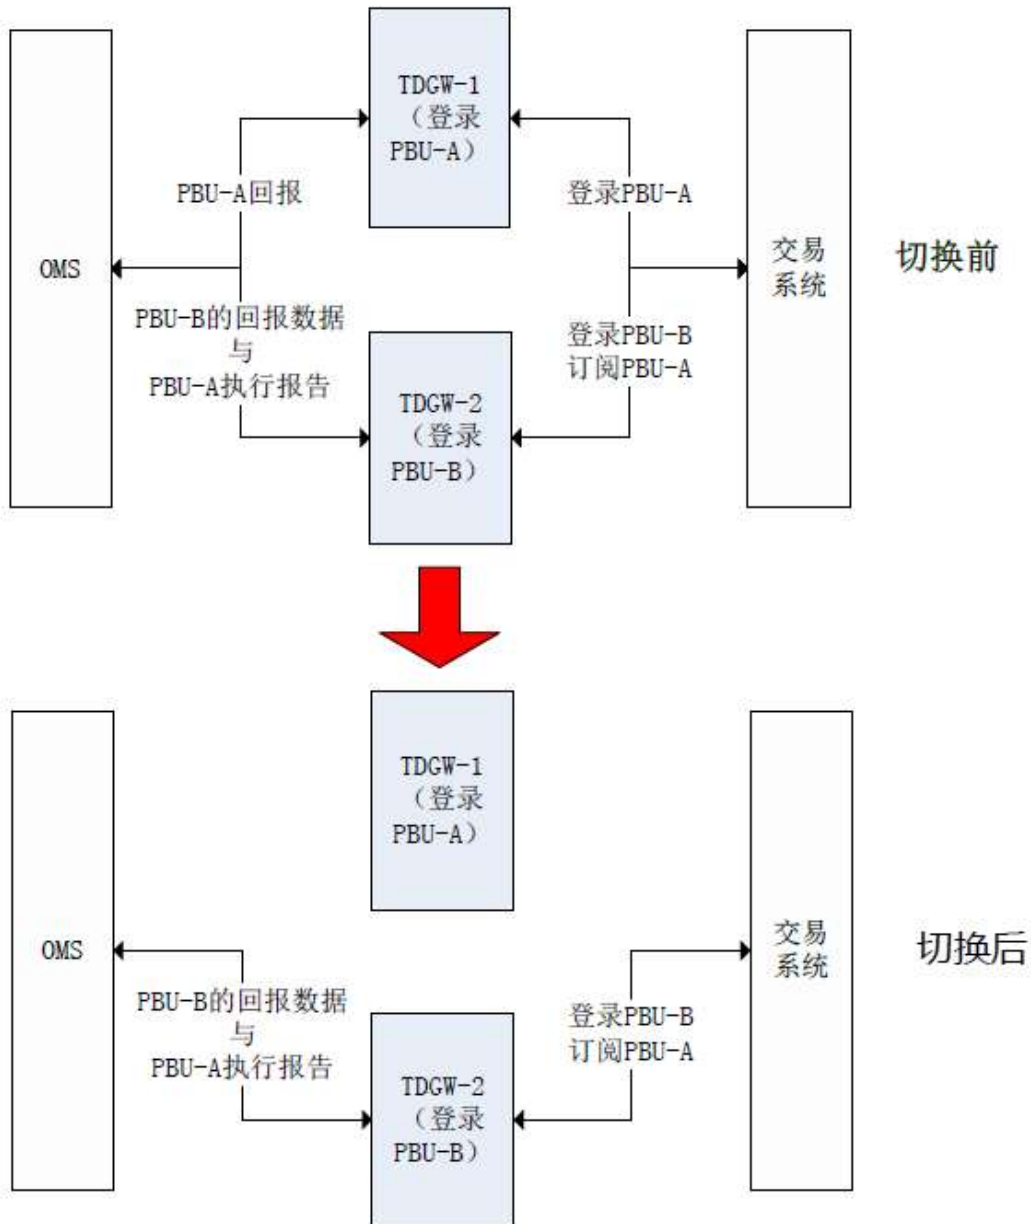 TDGW-1
（登录
PBU-A）
PBU-A回报
登录PBU-A
OMS
交易
系统
切换前
PBU-B的回报数据
与
PBU-A执行报告
登录PBU-B
订阅PBU-A
TDGW-2
（登录
PBU-B）
TDGW-1
（登录
PBU-A）
OMS
交易
系统
切换后
PBU-B的回报数据
与
PBU-A执行报告
登录PBU-B
订阅PBU-A
TDGW-2
（登录
PBU-B）